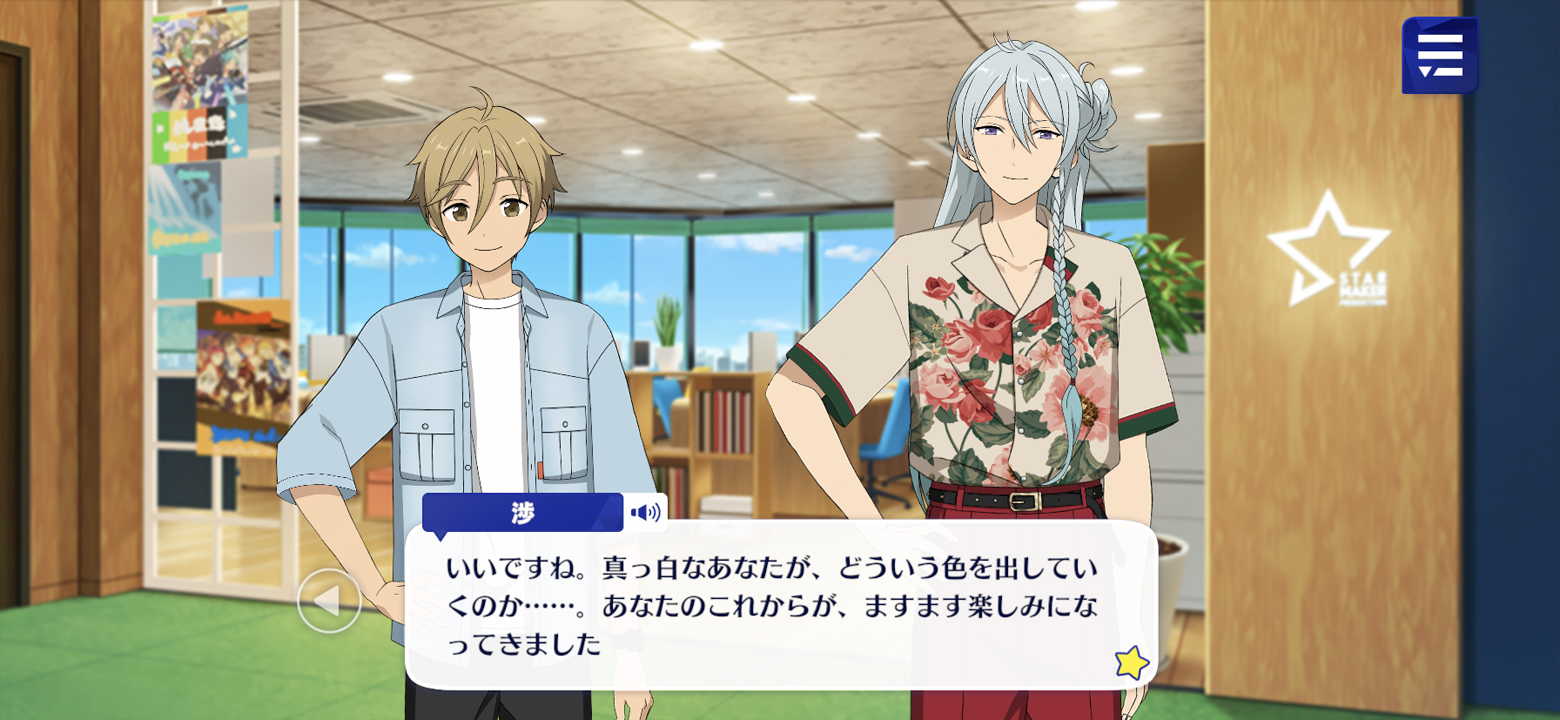 STAR
MAKER
PRODUCTION
渉
いいですね。真っ白なあなたが、どういう色を出してい
くのか……。あなたのこれからが、ますます楽しみにな
ってきました